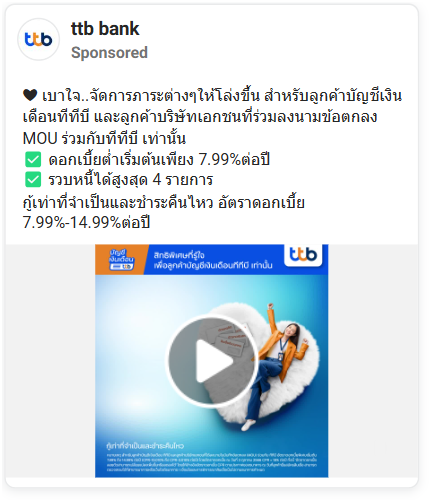 ttb bank
ttb
Sponsored
🖤 เบาใจ..จัดการภาระต่างๆให้โล่งขึ้น สำหรับลูกค้าบัญชีเงิน
เดือนทีทีบี และลูกค้าบริษัทเอกชนที่ร่วมลงนามข้อตกลง
MOU ร่วมกับทีทีบี เท่านั้น
✅ ดอกเบี้ยต่ำเริ่มต้นเพียง 7.99%ต่อปี
✅ รวบหนี้ได้สูงสุด 4 รายการ
กู้เท่าที่จำเป็นและชำระคืนไหว อัตราดอกเบี้ย
7.99%-14.99%ต่อปี
บัญชี
เงินเดือน
ttb
สิทธิพิเศษที่รู้ใจ
เพื่อลูกค้าบัญชีเงินเดือนทีทีบี เท่านั้น
ttb
กู้เท่าที่จำเป็นและชำระคืนไหว